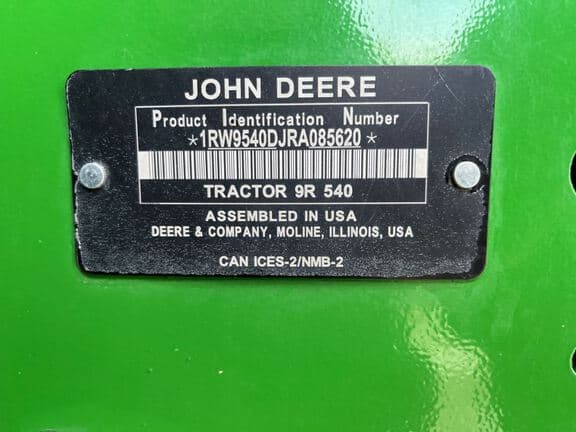 JOHN DEERE
Product Identification Number
*1RW9540DJRA085620*
TRACTOR 9R 540
ASSEMBLED IN USA
DEERE & COMPANY, MOLINE, ILLINOIS, USA
CAN ICES-2/NMB-2